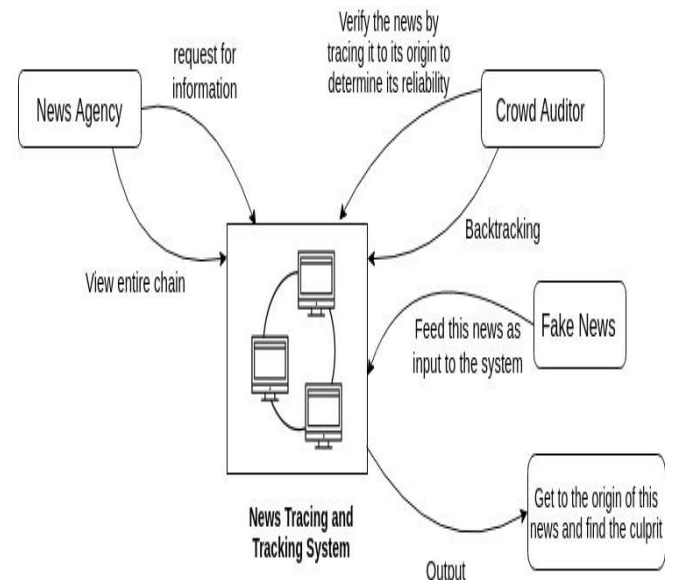 Verify the news by
tracing it to its origin to
determine its reliability
request for
information
News Agency
Crowd Auditor
Backtracking
View entire chain
Fake News
Feed this news as
input to the system
Get to the origin of this
news and find the culprit
News Tracing and
Tracking System
Output